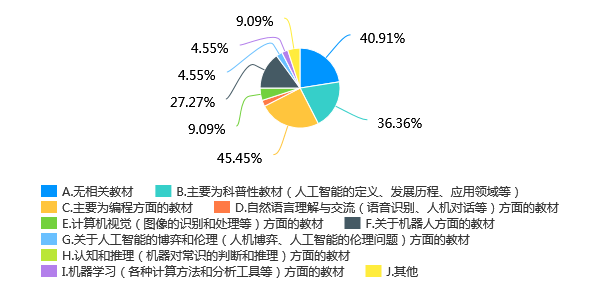 9.09%
40.91%
4.55%
4.55%
27.27%
9.09%
36.36%
45.45%
A.无相关教材 B.主要为科普性教材（人工智能的定义、发展历程、应用领域等）
C.主要为编程方面的教材 D.自然语言理解与交流（语音识别、人机对话等）方面的教材
E.计算机视觉（图像的识别和处理等）方面的教材 F.关于机器人方面的教材
G.关于人工智能的博弈和伦理（人机博弈、人工智能的伦理问题）方面的教材
H.认知和推理（机器对常识的判断和推理）方面的教材
I.机器学习（各种计算方法和分析工具等）方面的教材 J.其他